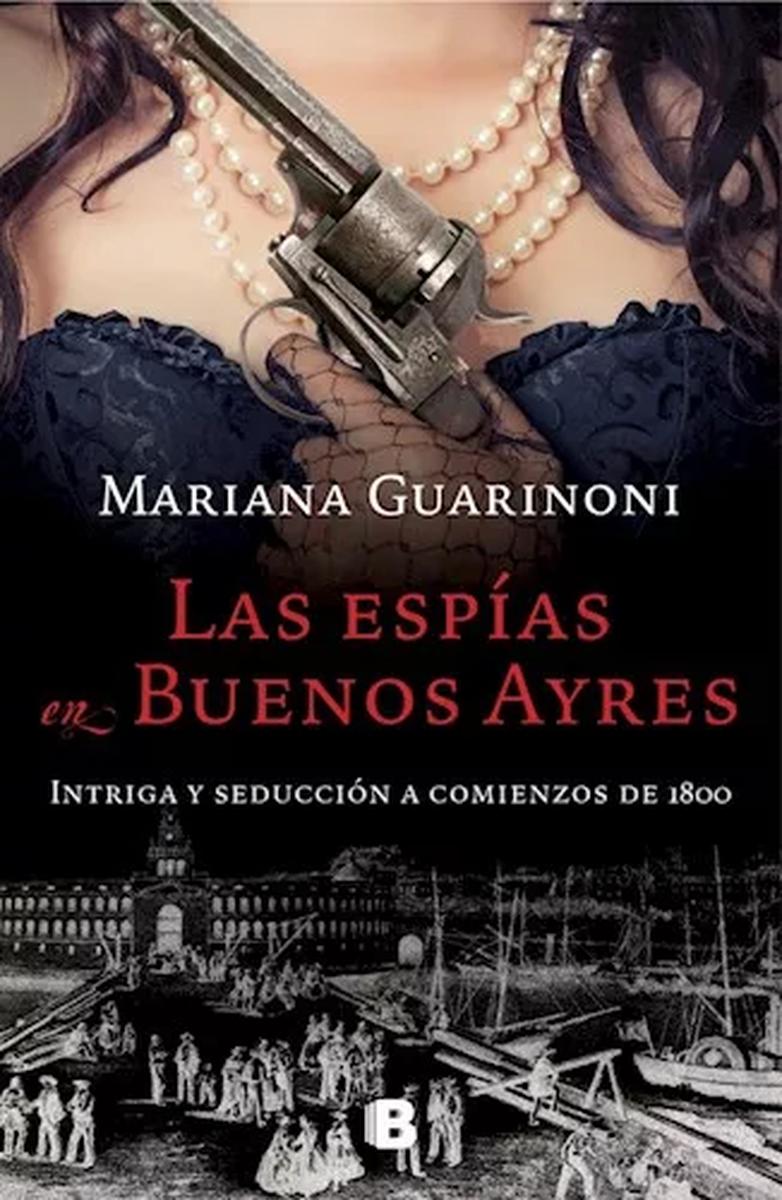 MARIANA GUARINONI
LAS ESPÍAS
en BUENOS AYRES
INTRIGA Y SEDUCCIÓN A COMIENZOS DE 1800
B